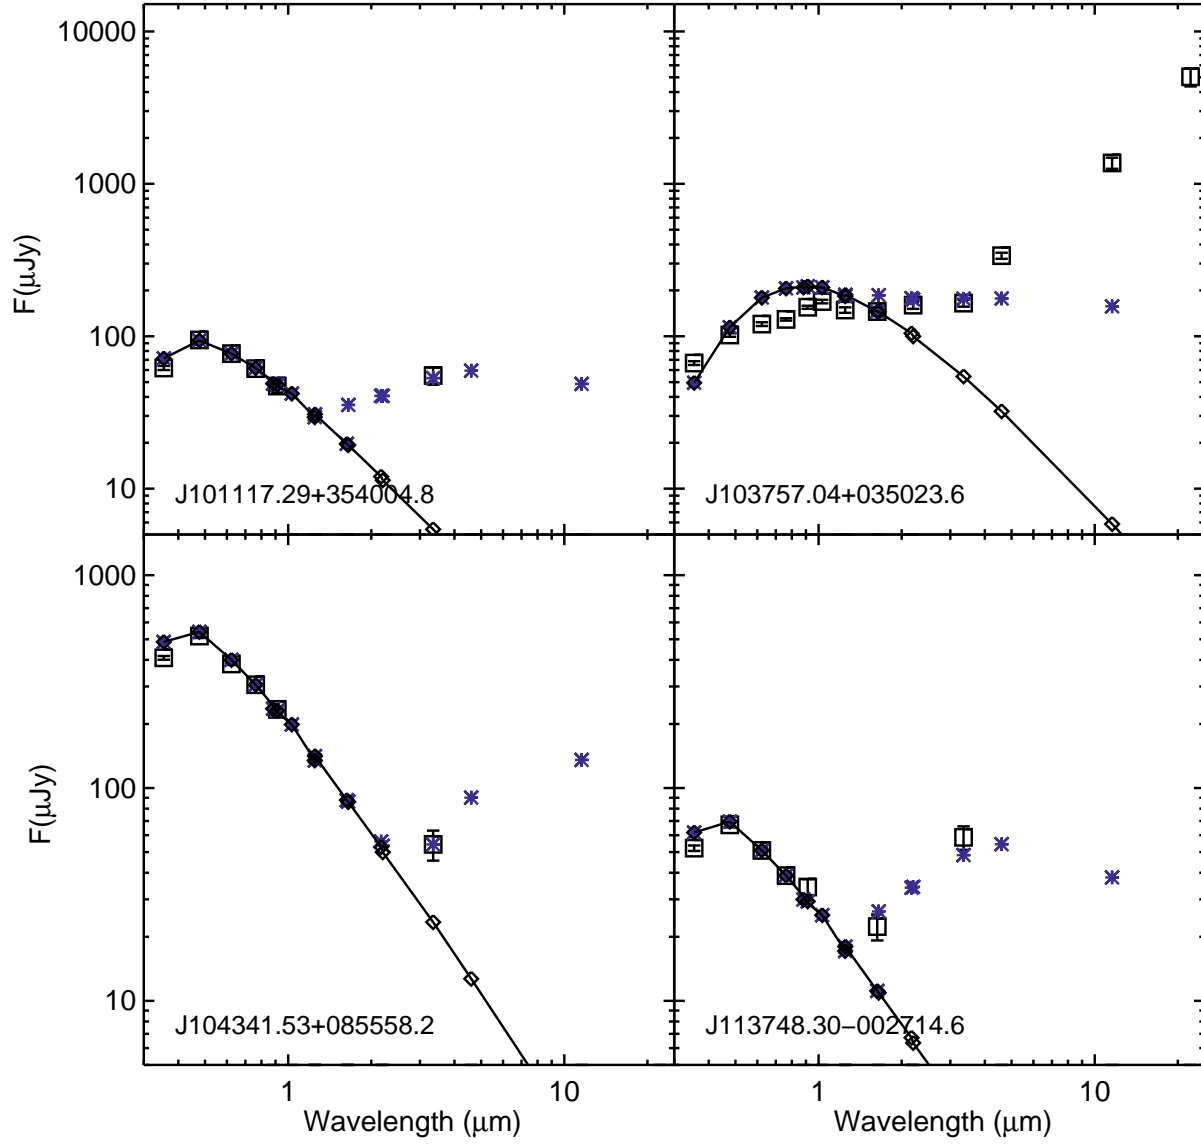 10000
1000
100
10
F(μJy)
J101117.29+354004.8
J103757.04+035023.6
1000
100
10
F(μJy)
J104341.53+085558.2
J113748.30−002714.6
1 10 1 10
Wavelength (μm) Wavelength (μm)